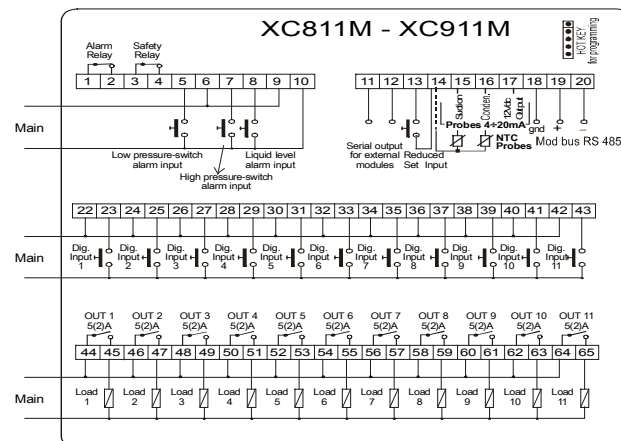 XC811M - XC911M
HOT KEY
for programming
Alarm
Relay
Safety
Relay
1 2 3 4 5 6 7 8 9 10
11 12 13 14 15 16 17 18 19 20
Suction
Conden.
12Vdc
Output
Probes 4÷20mA
gnd + -
NTC
Probes
Mod bus RS 485
Main
Low pressure-switch
alarm input
High pressure-switch
alarm input
Liquid level
alarm input
Serial output
for external
modules
Reduced
Set Input
22 23 24 25 26 27 28 29 30 31 32 33 34 35 36 37 38 39 40 41 42 43
Main
Dig.
Input
1
Dig.
Input
2
Dig.
Input
3
Dig.
Input
4
Dig.
Input
5
Dig.
Input
6
Dig.
Input
7
Dig.
Input
8
Dig.
Input
9
Dig.
Input
10
Dig.
Input
11
OUT 1
5(2)A
OUT 2
5(2)A
OUT 3
5(2)A
OUT 4
5(2)A
OUT 5
5(2)A
OUT 6
5(2)A
OUT 7
5(2)A
OUT 8
5(2)A
OUT 9
5(2)A
OUT 10
5(2)A
OUT 11
5(2)A
44 45 46 47 48 49 50 51 52 53 54 55 56 57 58 59 60 61 62 63 64 65
Main
Load
1
Load
2
Load
3
Load
4
Load
5
Load
6
Load
7
Load
8
Load
9
Load
10
Load
11